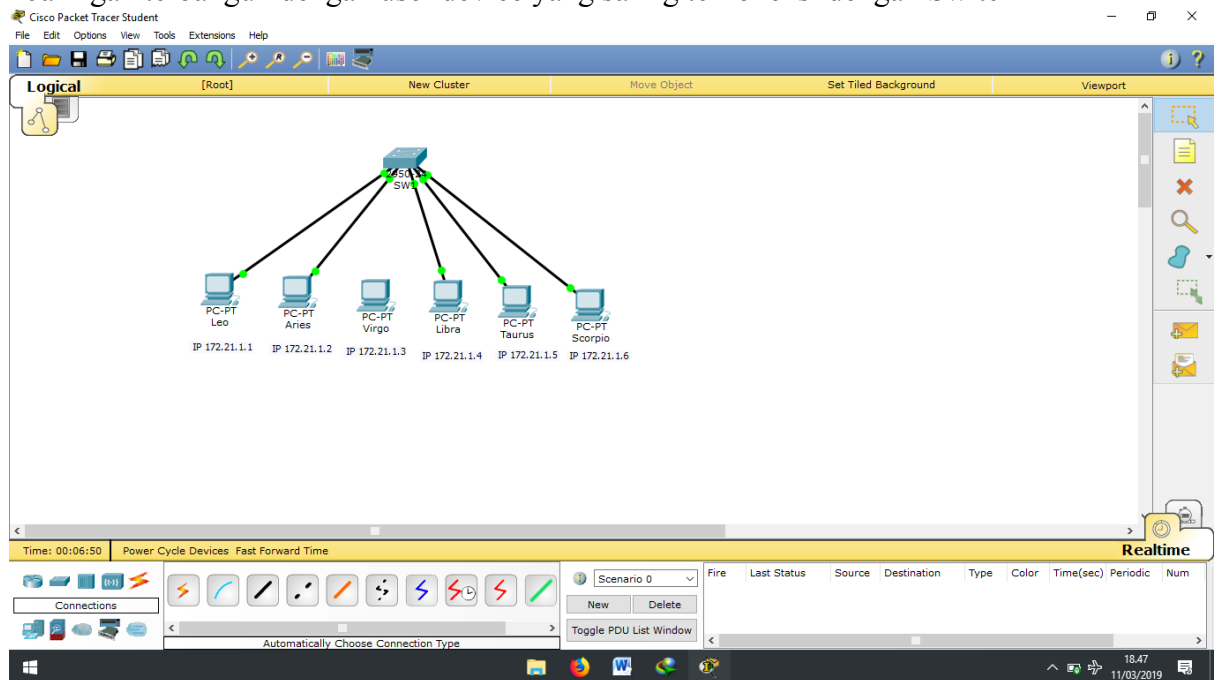 Cisco Packet Tracer Student
File Edit Options View Tools Extensions Help
Logical [Root] New Cluster Move Object Set Tiled Background Viewport
SW1
PC-PT PC-PT PC-PT PC-PT PC-PT PC-PT
Leo Aries Virgo Libra Taurus Scorpio
IP 172.21.1.1 IP 172.21.1.2 IP 172.21.1.3 IP 172.21.1.4 IP 172.21.1.5 IP 172.21.1.6
Time: 00:06:50 Power Cycle Devices Fast Forward Time Realtime
Scenario 0 Fire Last Status Source Destination Type Color Time(sec) Periodic Num
Connections New Delete
Toggle PDU List Window
Automatically Choose Connection Type
18.47
11/03/2019